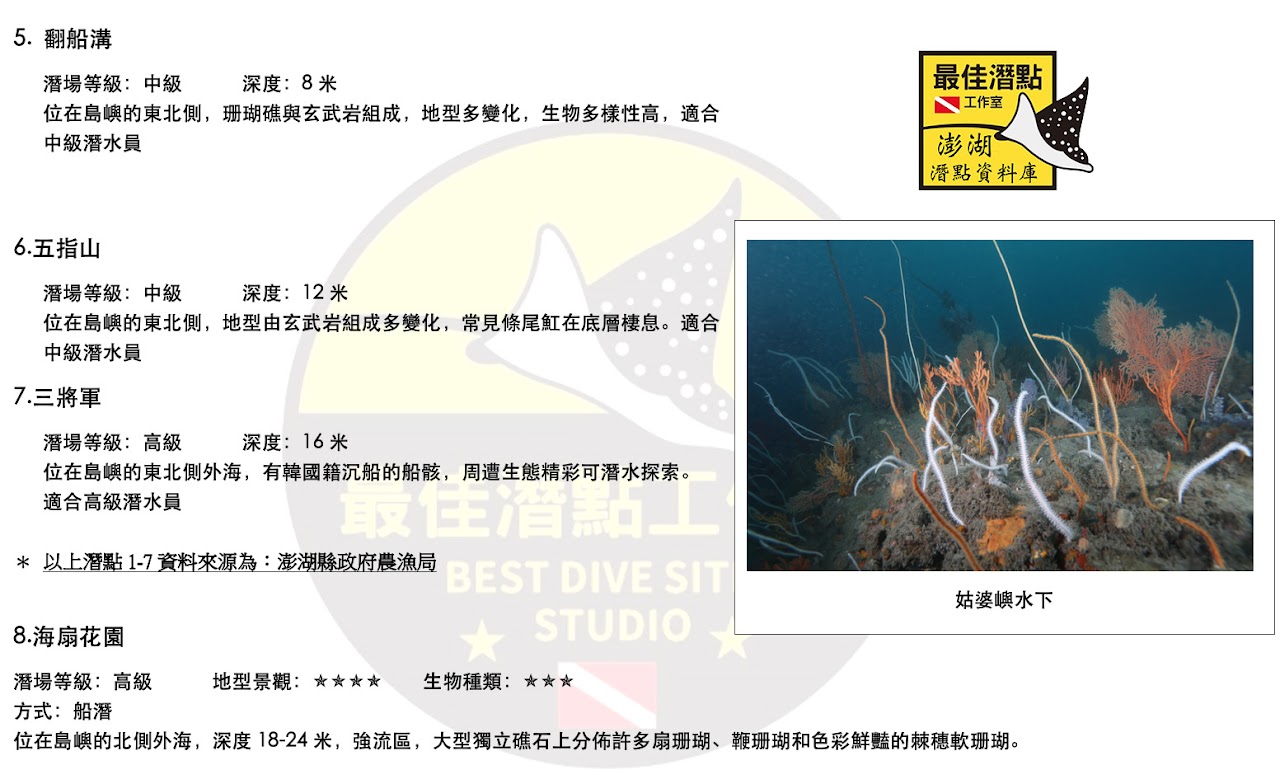 5. 翻船溝
潛場等級：中級 深度：8 米
位在島嶼的東北側，珊瑚礁與玄武岩組成，地型多變化，生物多樣性高，適合
中級潛水員
最佳潛點
工作室
澎湖
潛點資料庫
6.五指山
潛場等級：中級 深度：12 米
位在島嶼的東北側，地型由玄武岩組成多變化，常見條尾魟在底層棲息。適合
中級潛水員
7.三將軍
潛場等級：高級 深度：16 米
位在島嶼的東北側外海，有韓國籍沉船的船骸，周遭生態精彩可潛水探索。
適合高級潛水員
最佳潛點工
＊ 以上潛點 1-7 資料來源為：澎湖縣政府農漁局
BEST DIVE SIT
STUDIO
姑婆嶼水下
8.海扇花園
潛場等級：高級 地型景觀：★★★★ 生物種類：★★★
方式：船潛
位在島嶼的北側外海，深度 18-24 米，強流區，大型獨立礁石上分佈許多扇珊瑚、鞭珊瑚和色彩鮮豔的棘穗軟珊瑚。